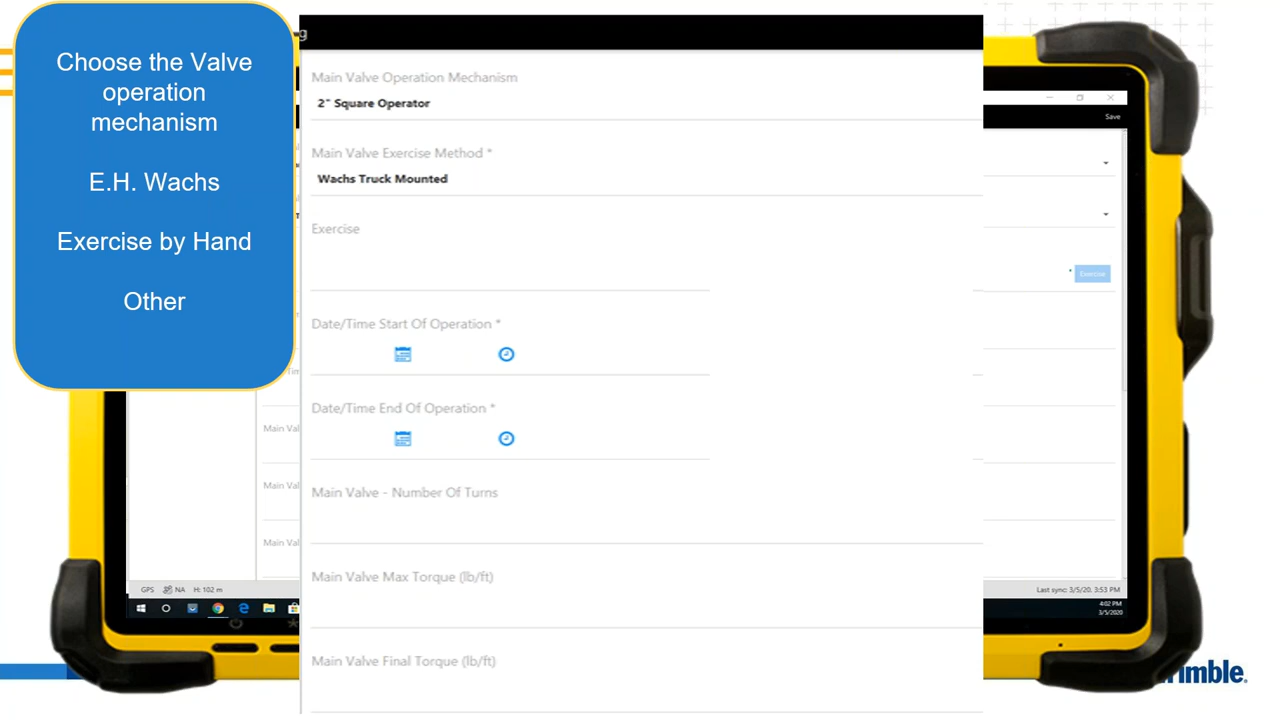 Choose the Valve
operation
mechanism
E.H. Wachs
Exercise by Hand
Other
g
Main Valve Operation Mechanism
2" Square Operator
Main Valve Exercise Method *
Wachs Truck Mounted
Exercise
Date/Time Start Of Operation *
Date/Time End Of Operation *
Main Valve - Number Of Turns
Main Valve Max Torque (lb/ft)
Main Valve Final Torque (lb/ft)
Save
* Exercise
Main Val
Main Val
Main Val
GPS NA H: 102 m
Last sync: 3/5/20, 3:53 PM
4:02 PM
3/5/2020
Trimble.